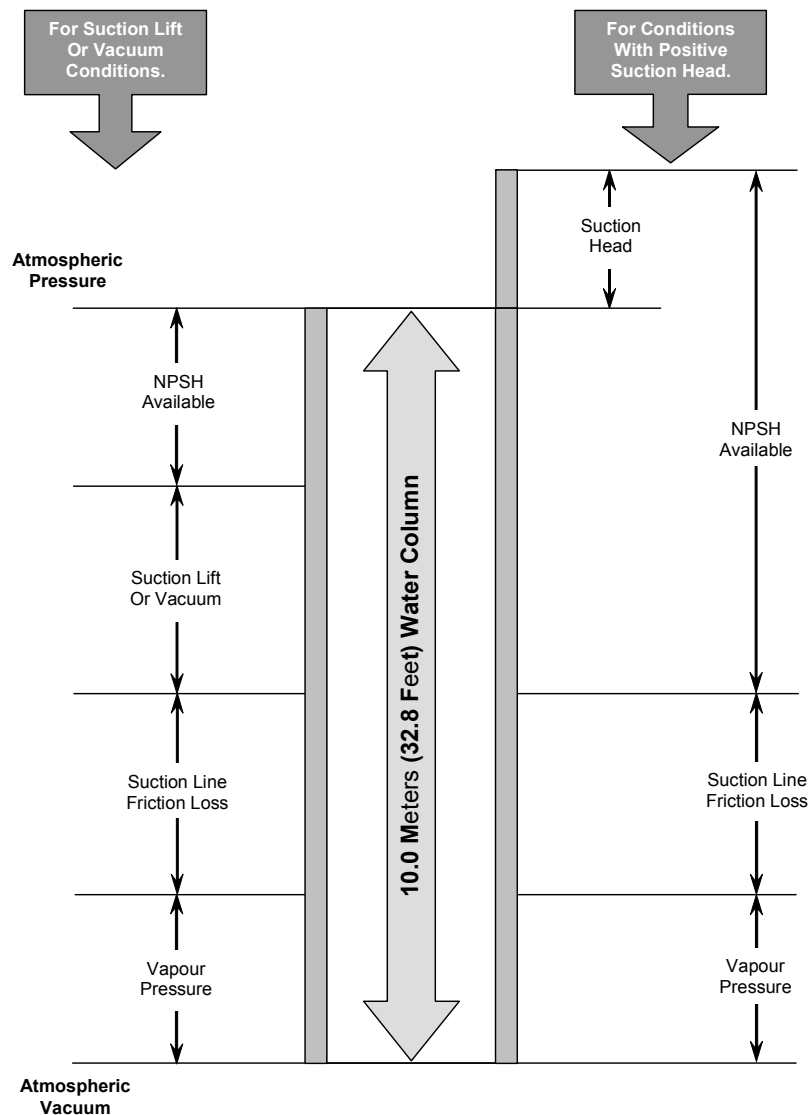 For Suction Lift
Or Vacuum
Conditions.
For Conditions
With Positive
Suction Head.
Suction
Head
Atmospheric
Pressure
NPSH
Available
NPSH
Available
Suction Lift
Or Vacuum
10.0 Meters (32.8 Feet) Water Column
Suction Line
Friction Loss
Suction Line
Friction Loss
Vapour
Pressure
Vapour
Pressure
Atmospheric
Vacuum